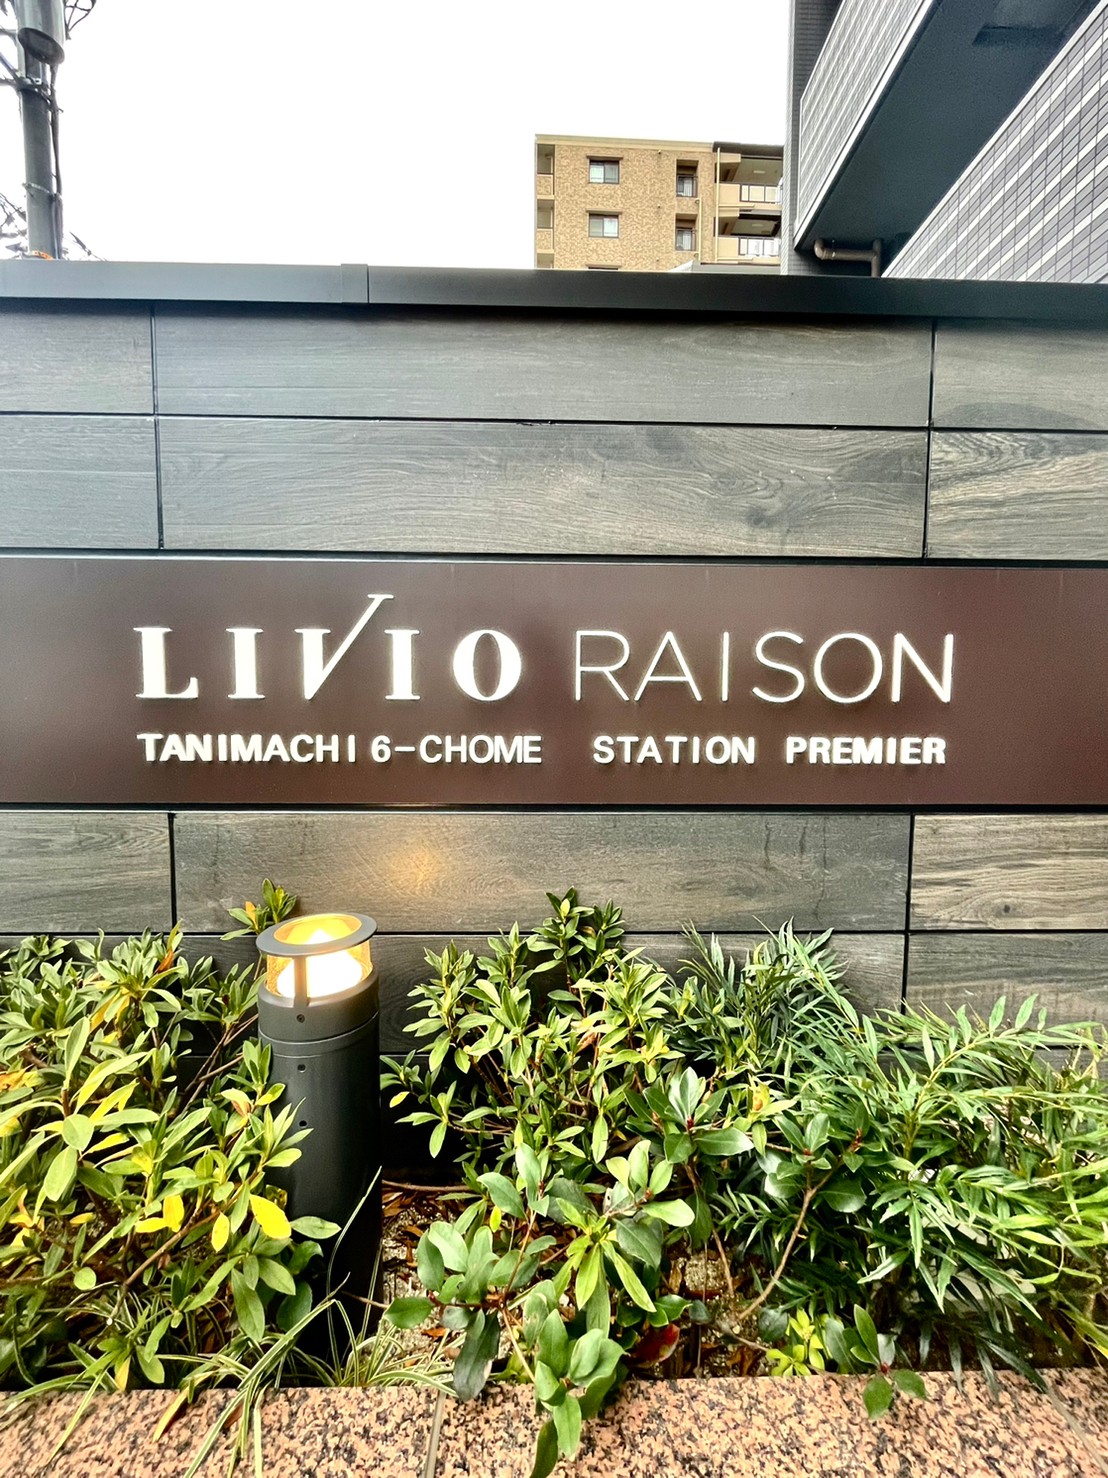 LIVIO RAISON
TANIMACHI 6-CHOME STATION PREMIER